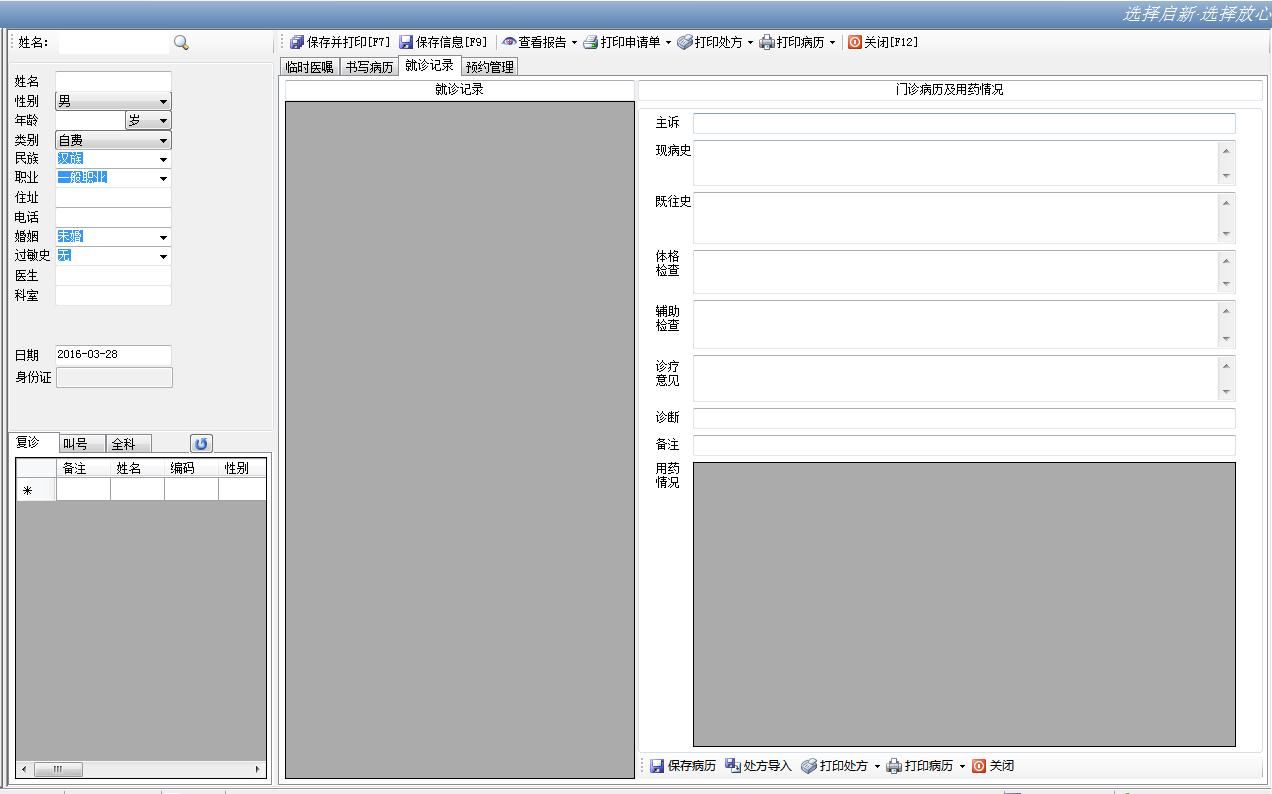 选择启新·选择放心
姓名：
保存并打印[F7] 保存信息[F9] 查看报告 打印申请单 打印处方 打印病历 关闭[F12]
临时医嘱 书写病历 就诊记录 预约管理
姓名
性别 男
年龄 岁
类别 自费
民族 汉族
职业 一般职业
住址
电话
婚姻 未婚
过敏史 无
医生
科室
日期 2016-03-28
身份证
复诊 叫号 全科
备注 姓名 编码 性别
就诊记录
门诊病历及用药情况
主诉
现病史
既往史
体格
检查
辅助
检查
诊疗
意见
诊断
备注
用药
情况
保存病历 处方导入 打印处方 打印病历 关闭